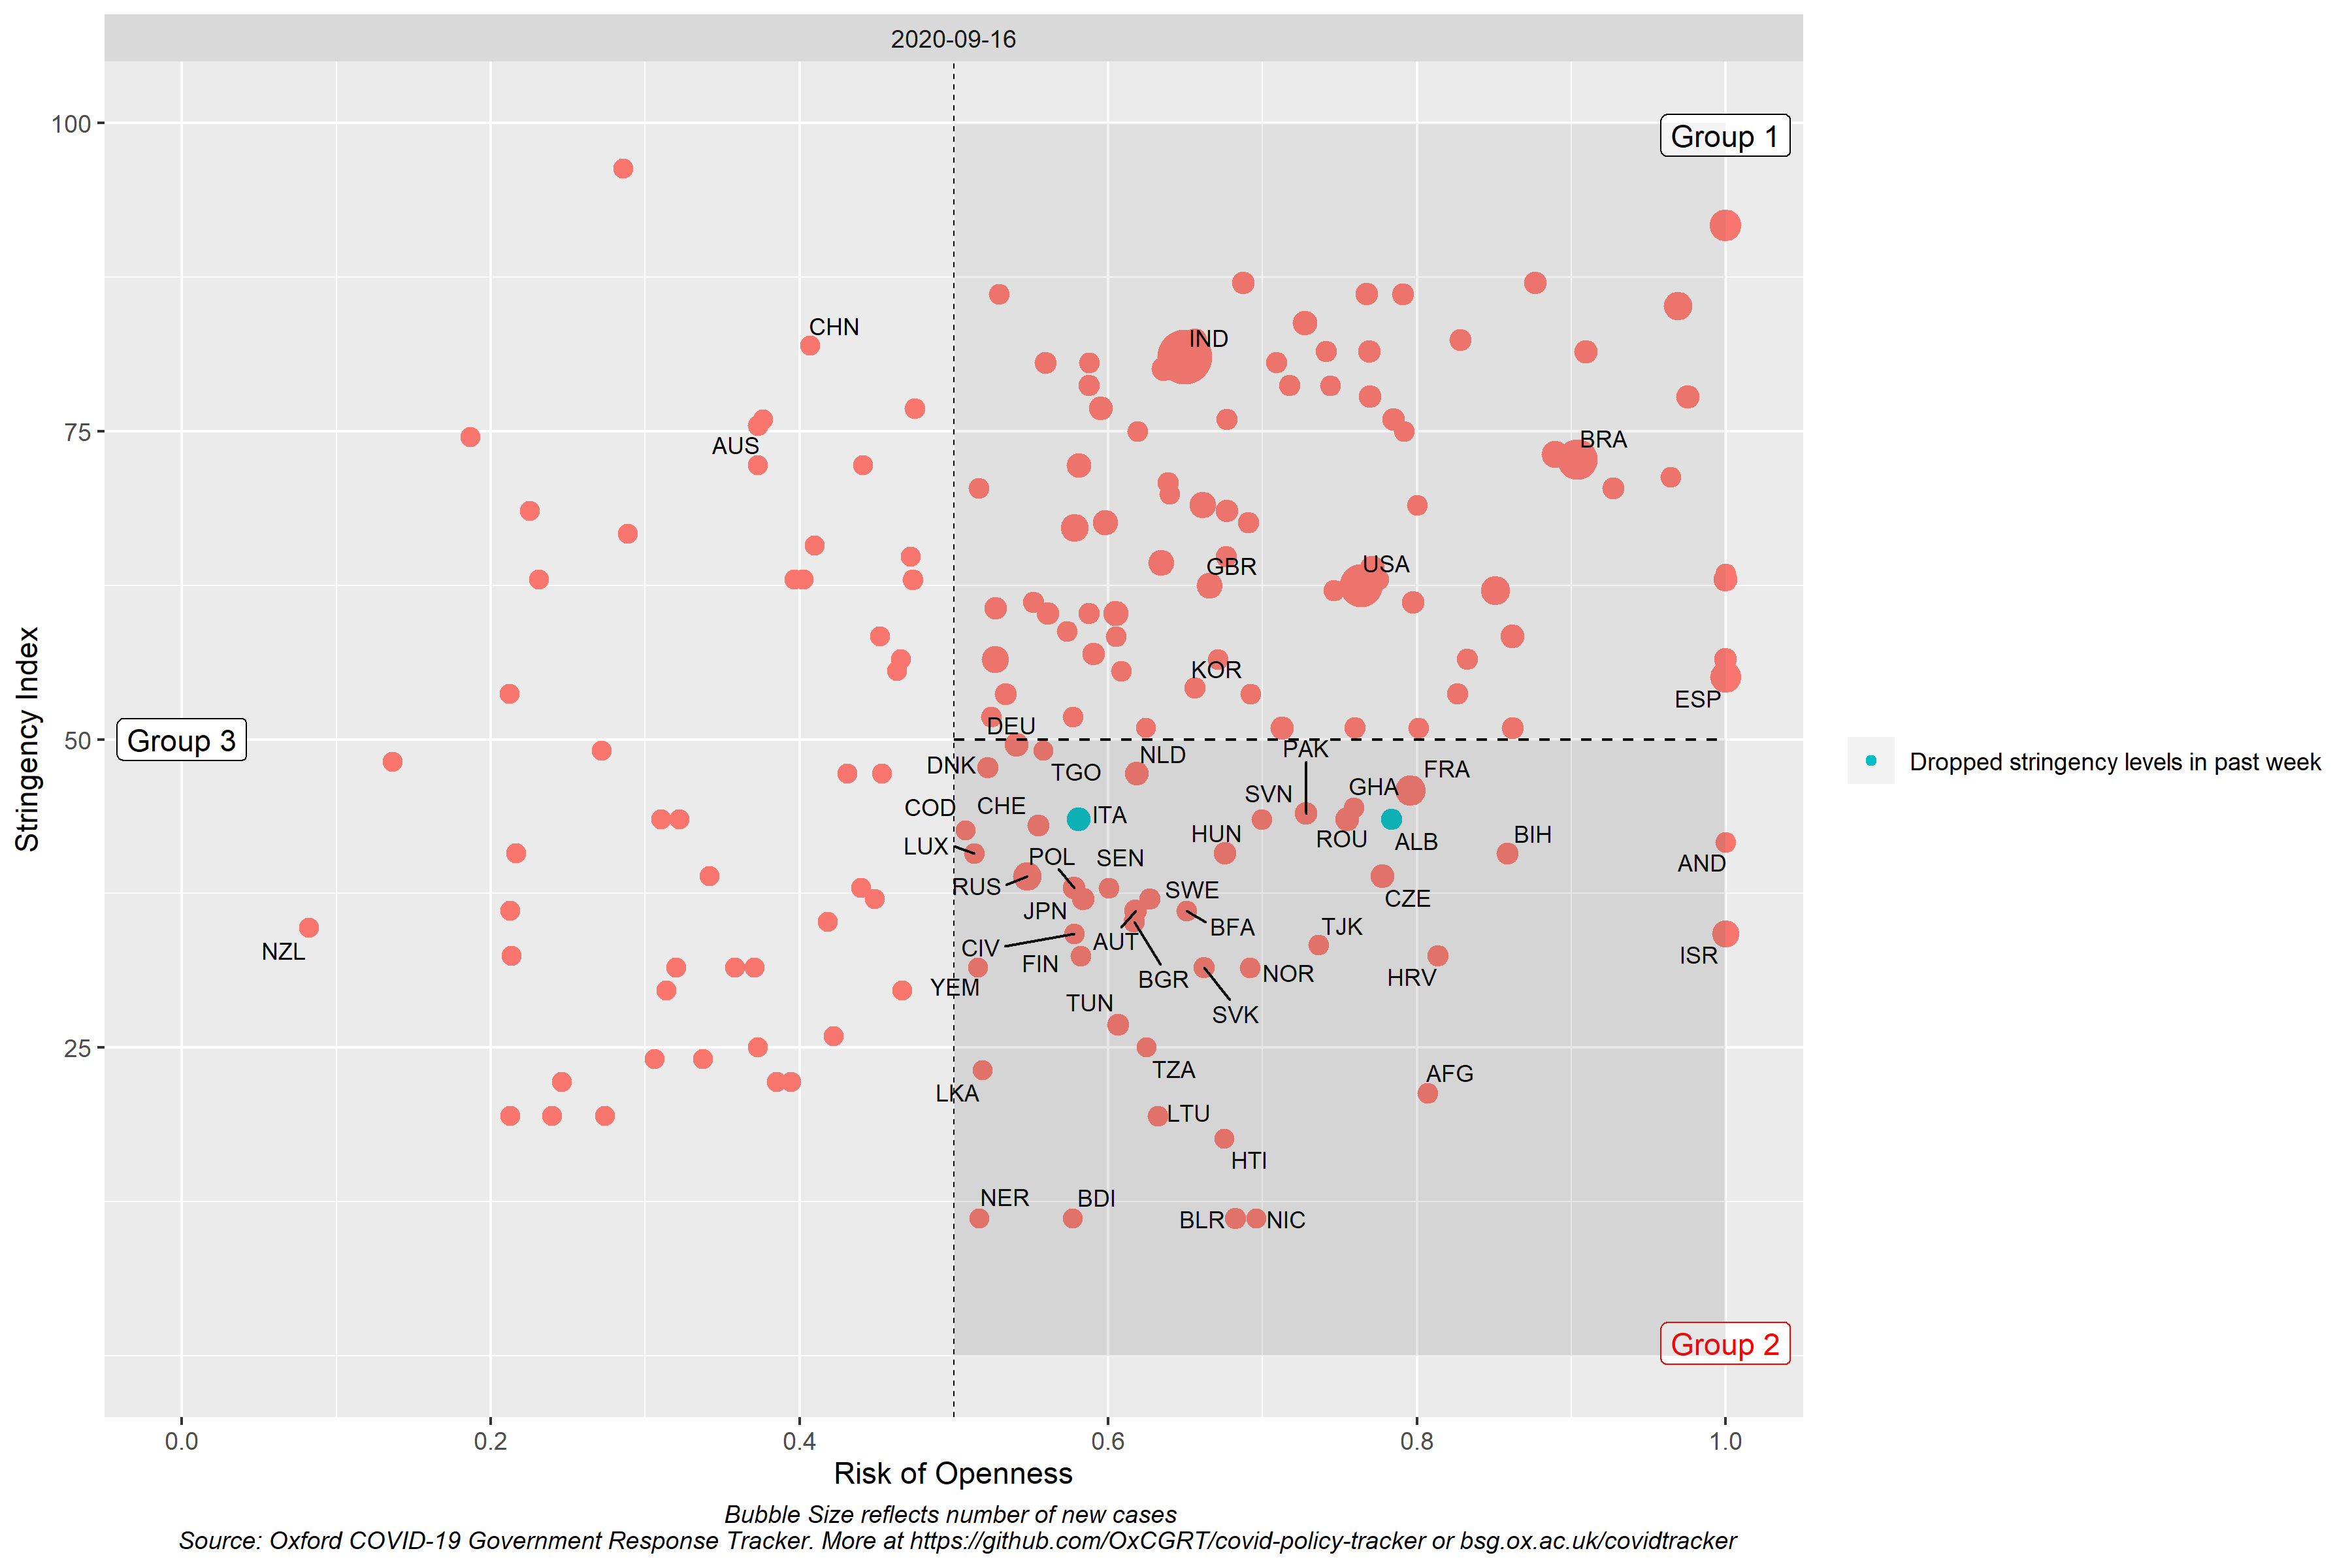 2020-09-16
100
Group 1
CHN
IND
75
AUS
BRA
GBR
USA
KOR
ESP
DEU
Group 3
50
PAK
NLD
DNK
TGO
FRA
GHA
SVN
COD
CHE
ITA
HUN
ROU
ALB
BIH
LUX
POL
SEN
AND
RUS
SWE
CZE
JPN
BFA
TJK
AUT
CIV
NZL
FIN
BGR
NOR
HRV
ISR
YEM
TUN
SVK
25
TZA
AFG
LKA
LTU
HTI
NER
BDI
BLR
NIC
Group 2
Stringency Index
Dropped stringency levels in past week
0.0
0.2
0.4
0.6
0.8
1.0
Risk of Openness
Bubble Size reflects number of new cases
Source: Oxford COVID-19 Government Response Tracker. More at https://github.com/OxCGRT/covid-policy-tracker or bsg.ox.ac.uk/covidtracker